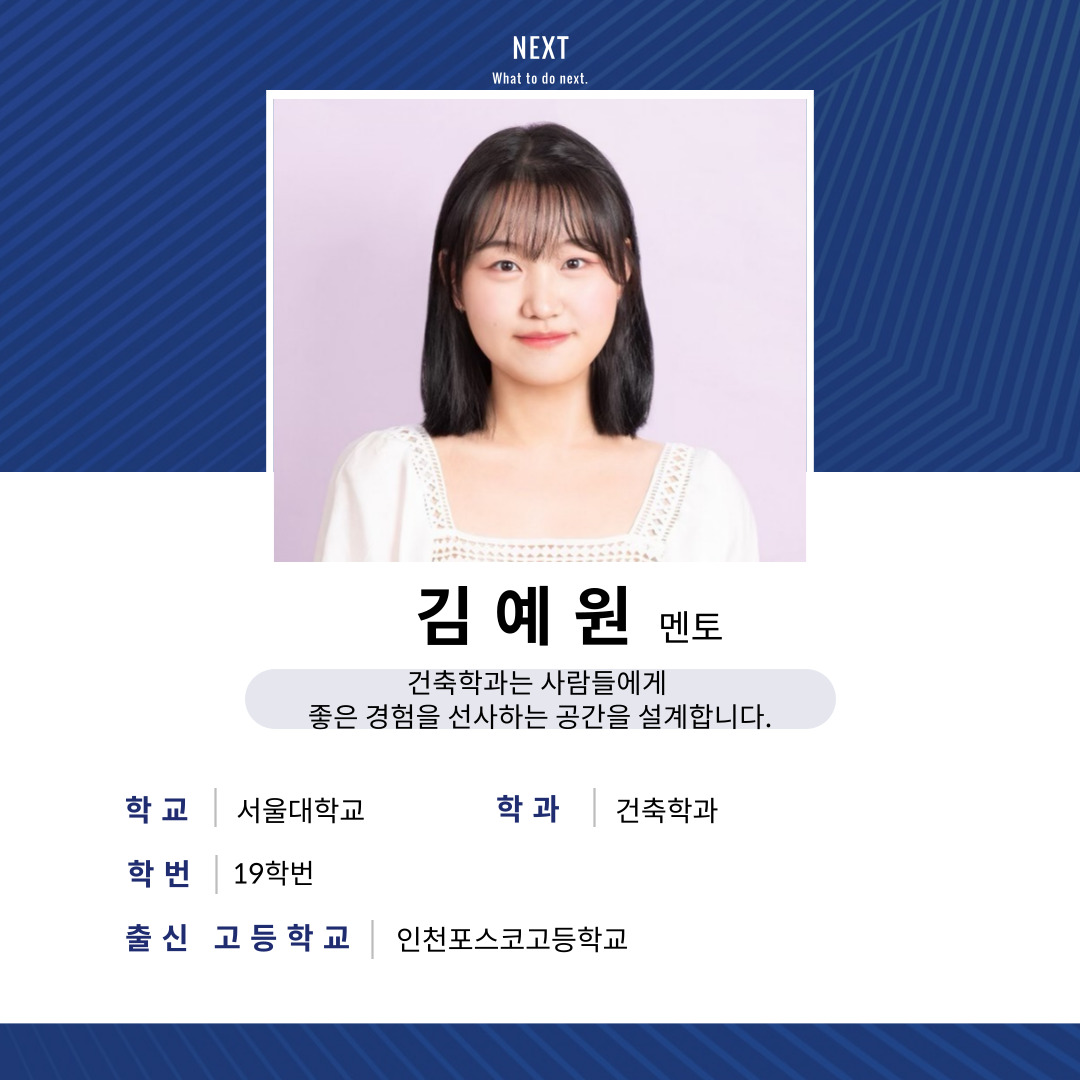 NEXT
What to do next.
김예원 멘토
건축학과는 사람들에게
좋은 경험을 선사하는 공간을 설계합니다.
학교 서울대학교 학과 건축학과
학번 19학번
출신 고등학교 인천포스코고등학교